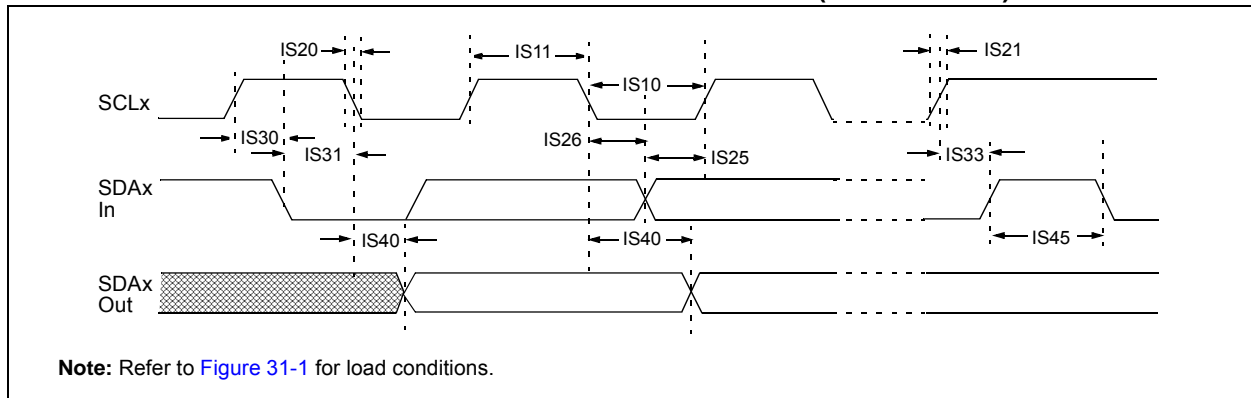 IS20
IS11
IS21
IS10
SCLx
IS30
IS26
IS31
IS25
IS33
SDAx
In
IS40
IS40
IS45
SDAx
Out
Note: Refer to Figure 31-1 for load conditions.